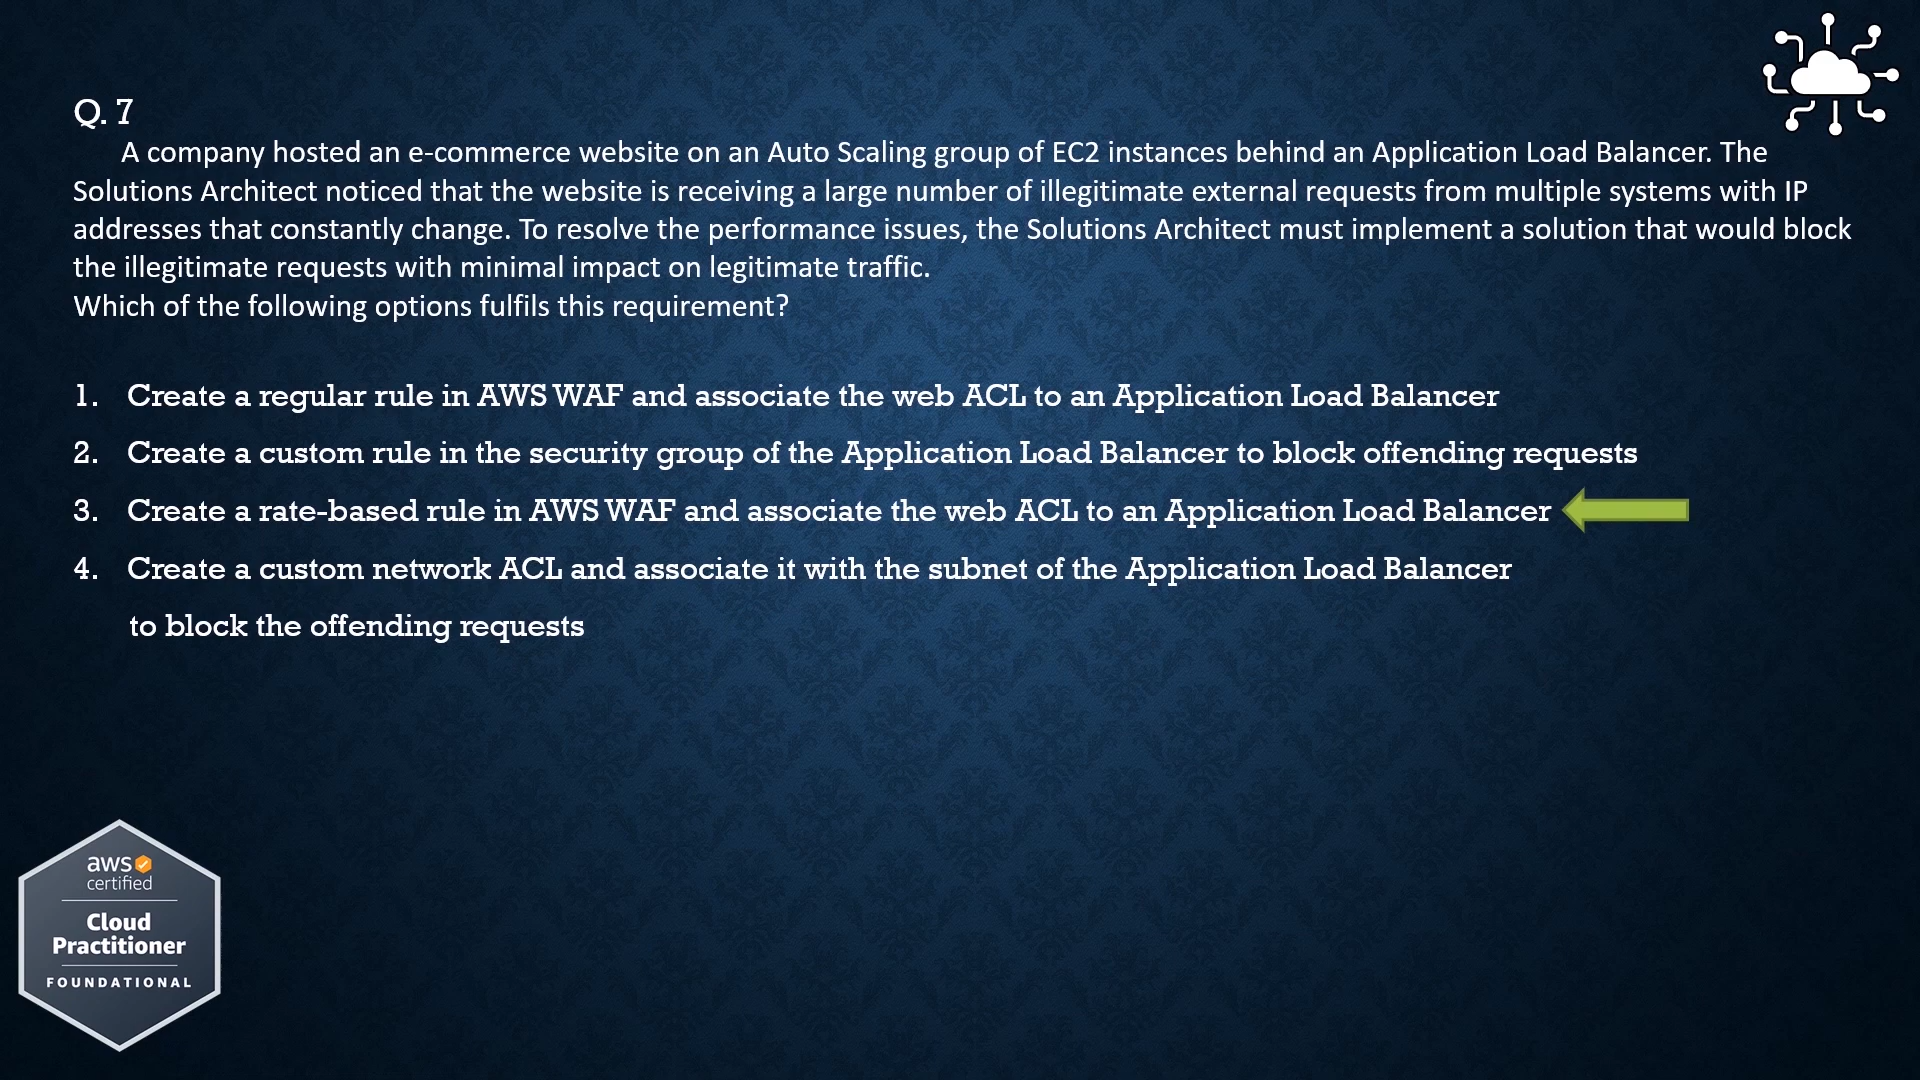 Q. 7
A company hosted an e-commerce website on an Auto Scaling group of EC2 instances behind an Application Load Balancer. The
Solutions Architect noticed that the website is receiving a large number of illegitimate external requests from multiple systems with IP
addresses that constantly change. To resolve the performance issues, the Solutions Architect must implement a solution that would block
the illegitimate requests with minimal impact on legitimate traffic.
Which of the following options fulfils this requirement?
1. Create a regular rule in AWS WAF and associate the web ACL to an Application Load Balancer
2. Create a custom rule in the security group of the Application Load Balancer to block offending requests
3. Create a rate-based rule in AWS WAF and associate the web ACL to an Application Load Balancer
4. Create a custom network ACL and associate it with the subnet of the Application Load Balancer
to block the offending requests
aws
certified
Cloud
Practitioner
FOUNDATIONAL